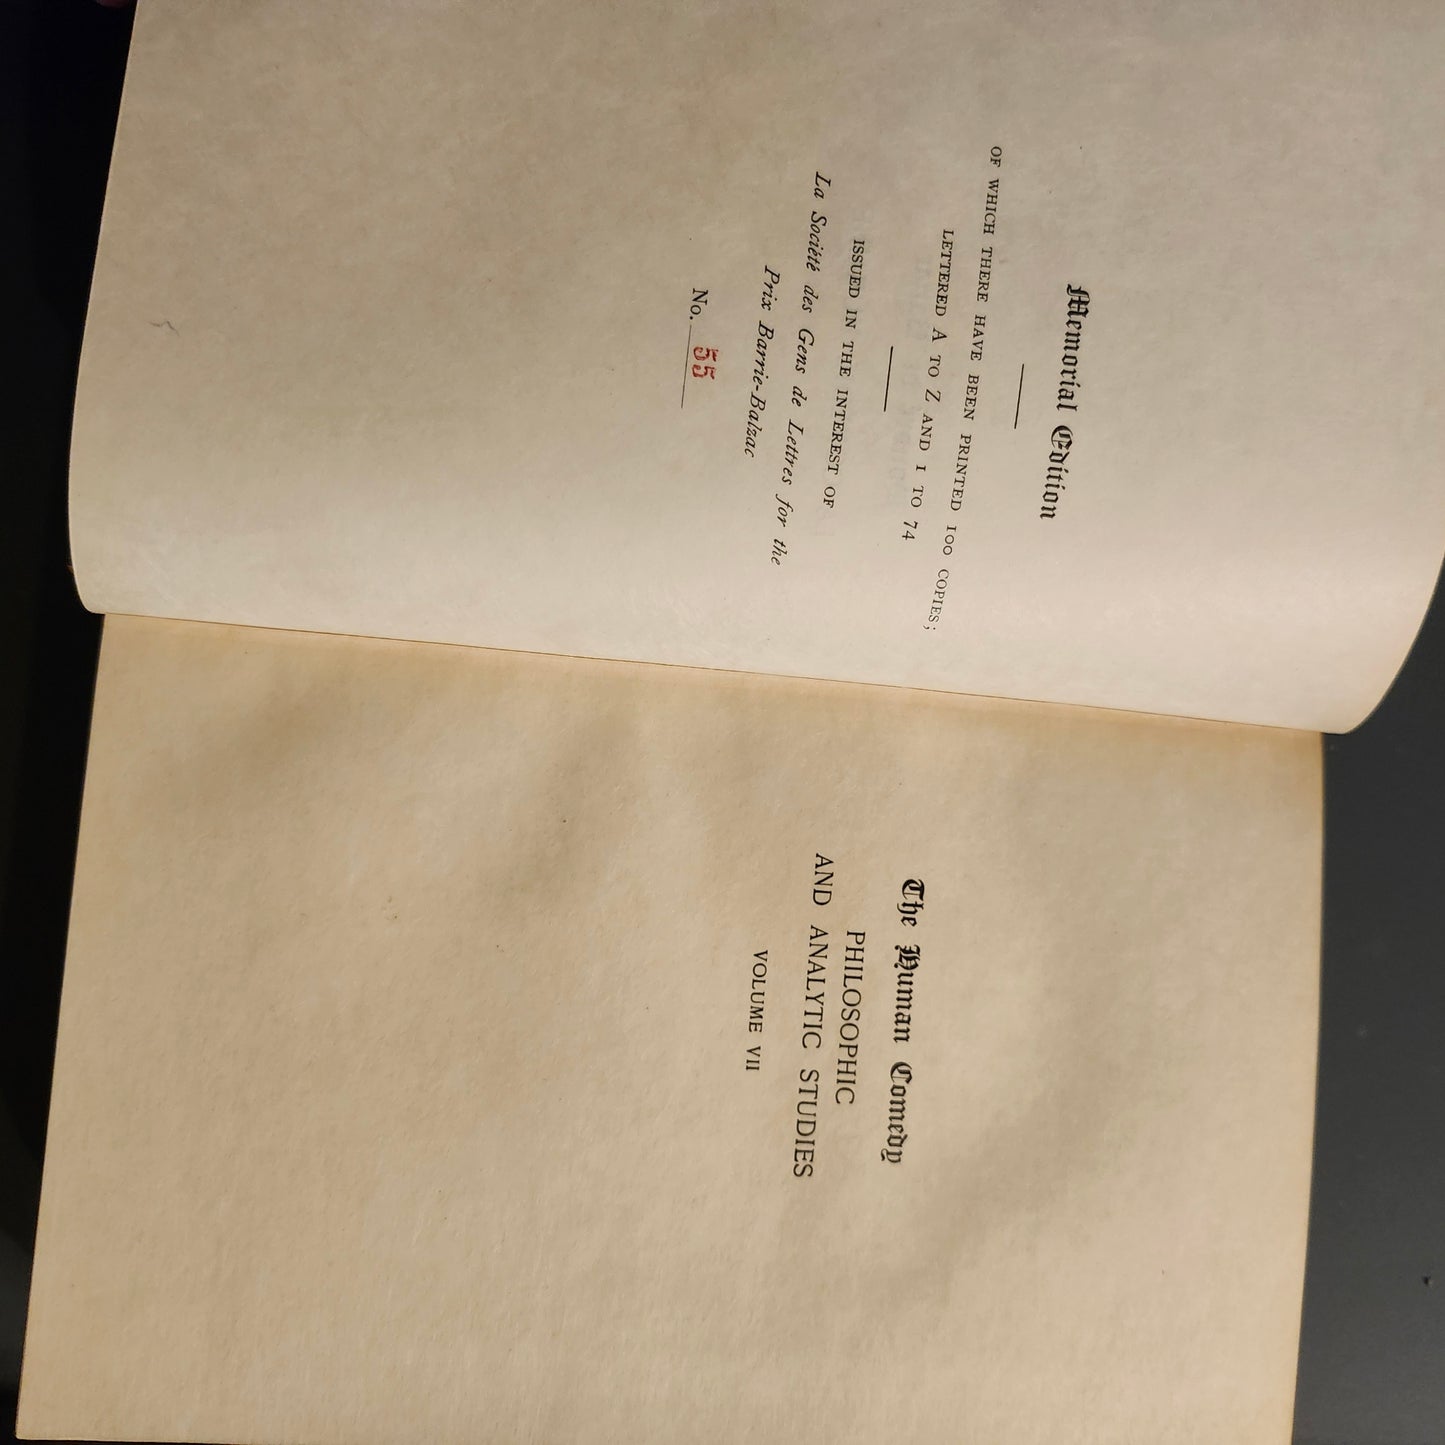 Memorial Edition
OF WHICH THERE HAVE BEEN PRINTED 100 COPIES;
LETTERED A TO Z AND 1 TO 74
ISSUED IN THE INTEREST OF
La Société des Gens de Lettres for the
Prix Barrie-Balzac
No. 55
The Human Comedy
PHILOSOPHIC
AND ANALYTIC STUDIES
VOLUME VII